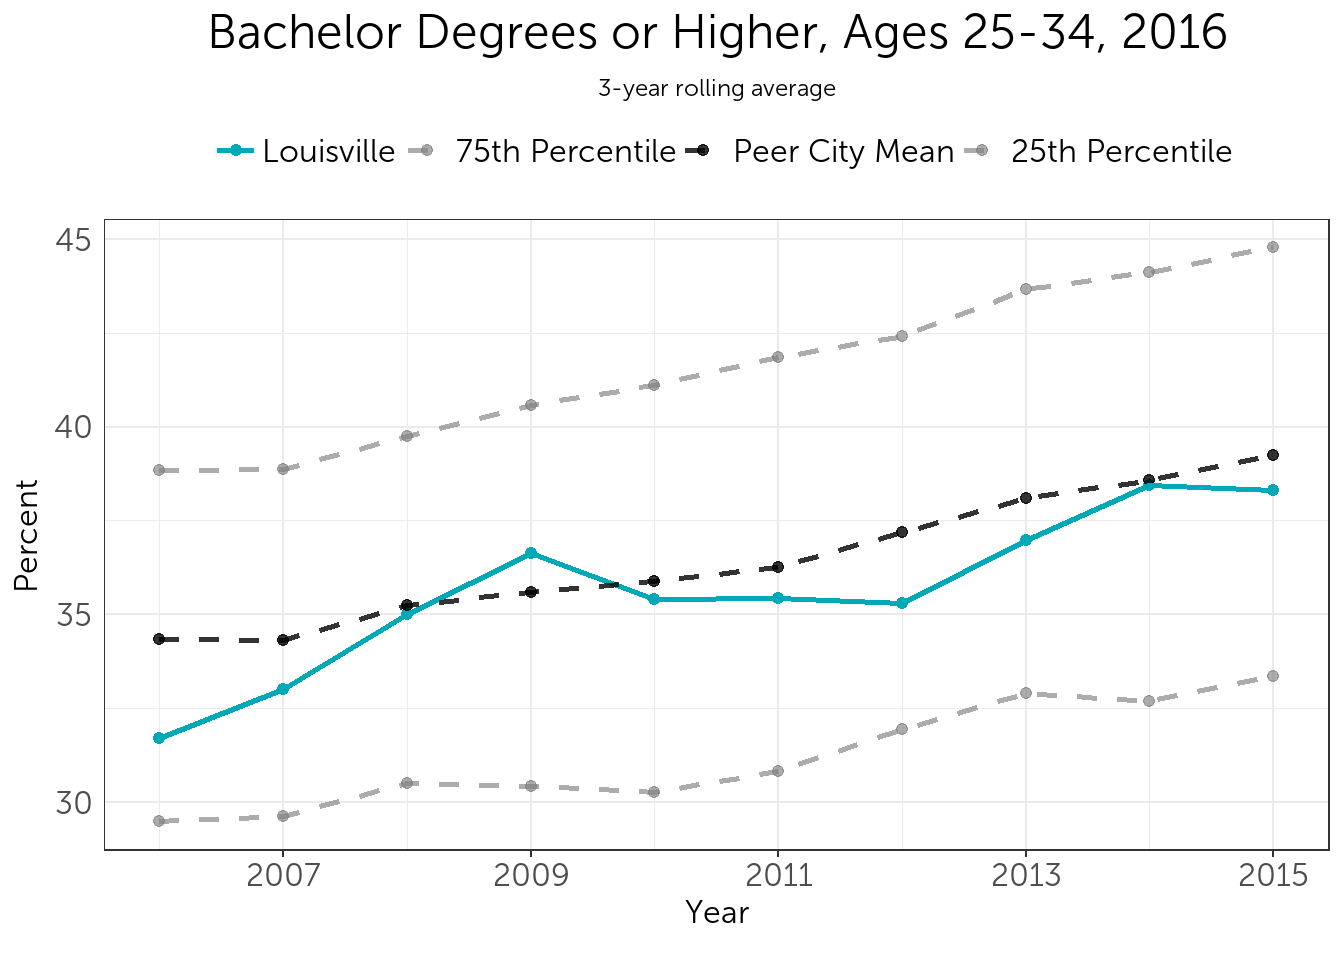 Bachelor Degrees or Higher, Ages 25-34, 2016
3-year rolling average
Louisville 75th Percentile Peer City Mean 25th Percentile
45
40
35
30
Percent
2007 2009 2011 2013 2015
Year